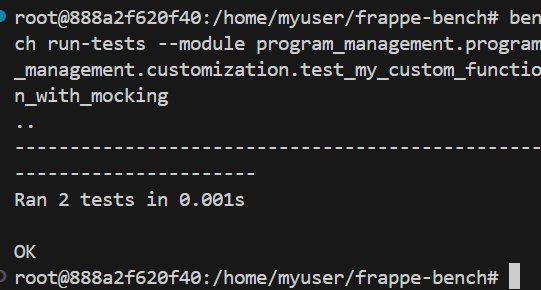 root@888a2f620f40:/home/myuser/frappe-bench# ben
ch run-tests --module program_management.program
_management.customization.test_my_custom_functio
n_with_mocking
..
------------------------------------------------
----------------------
Ran 2 tests in 0.001s
OK
root@888a2f620f40:/home/myuser/frappe-bench#